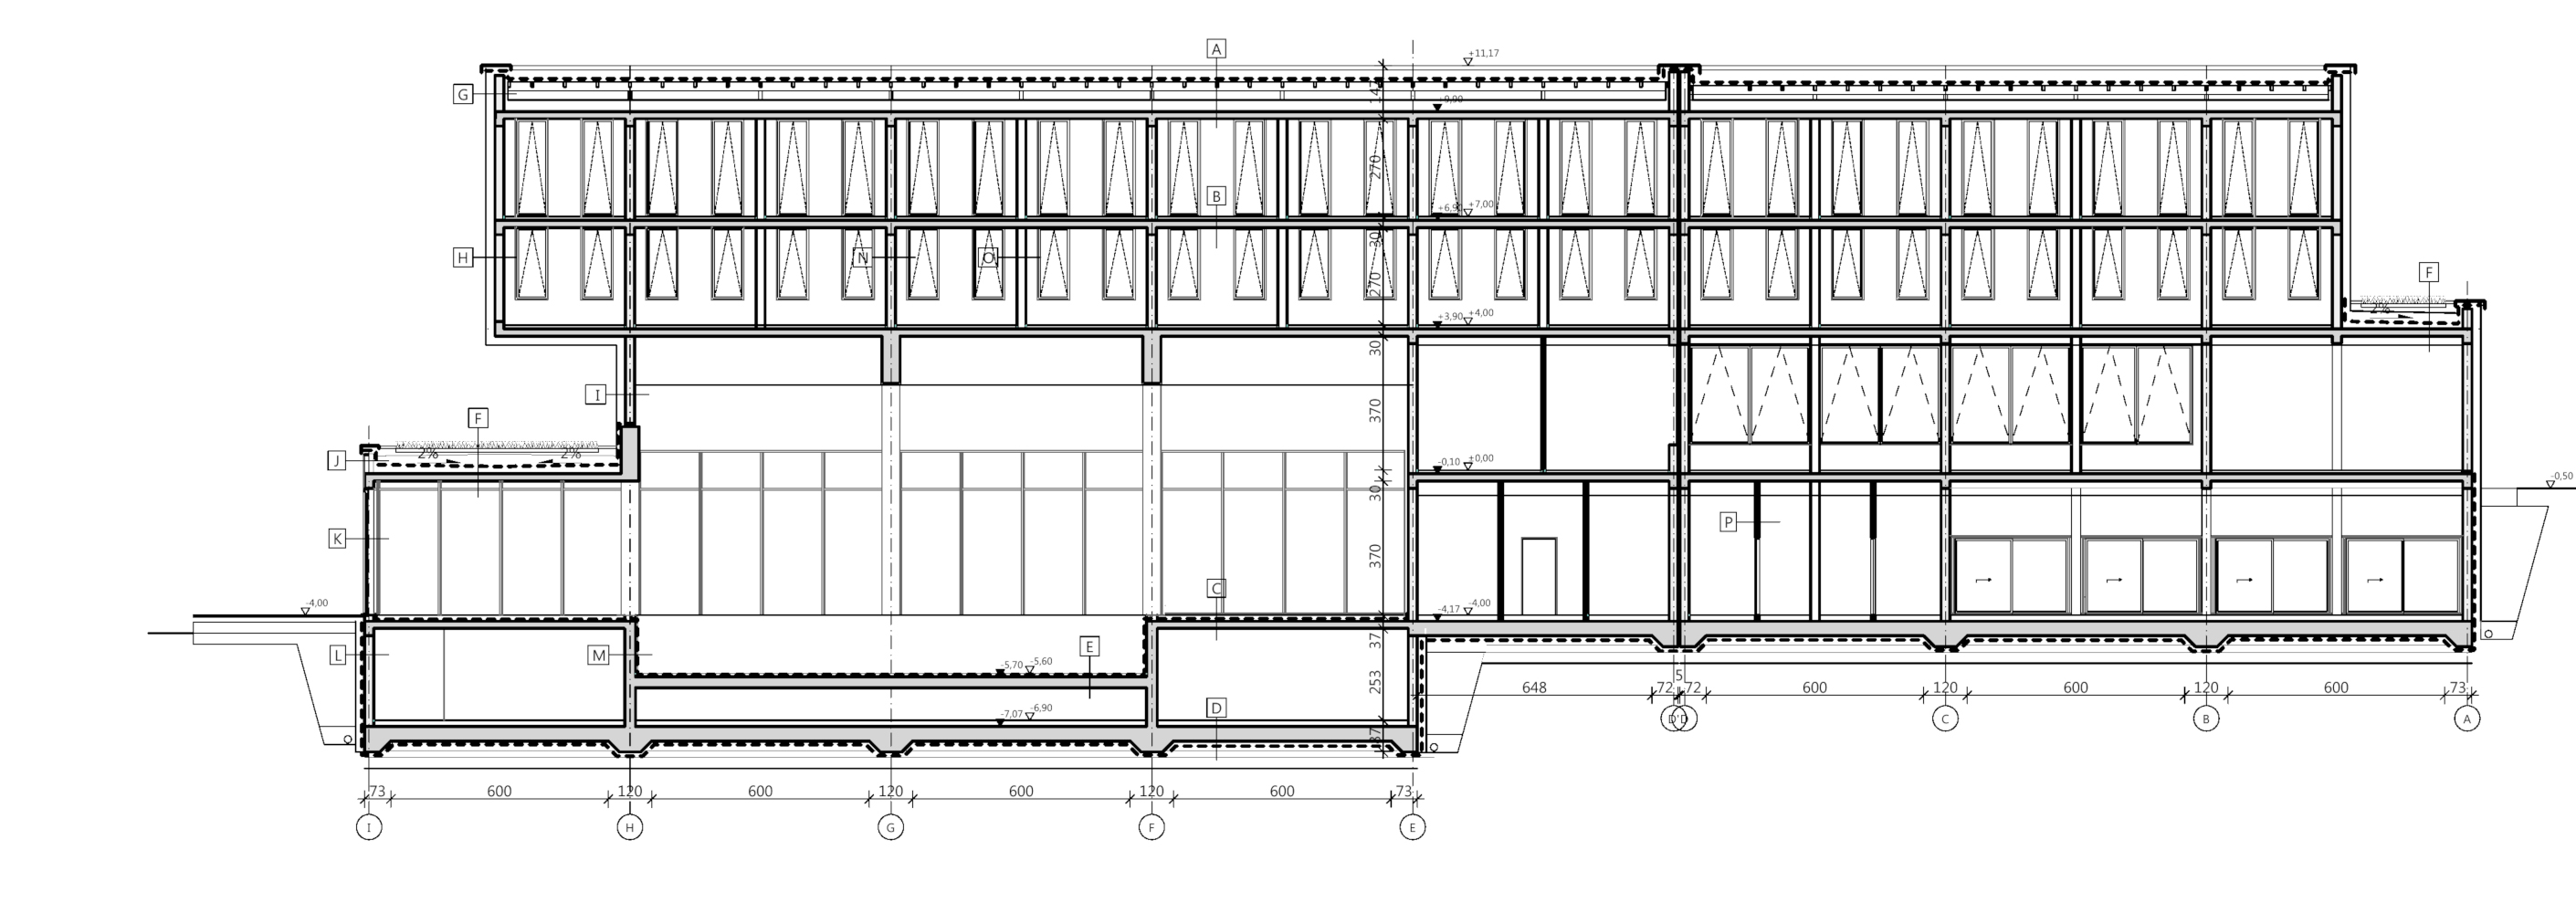 A
+11,17
G
+9,00
270
B
+6,90 +7,00
30
H
N
O
270
F
2%
+3,90 +4,00
30
I
370
F
2%
2%
J
-0,10 ±0,00
-0,50
30
P
K
370
C
-4,00
-4,17 -4,00
37
L
M
E
-5,70 -5,60
253
5
648
72
72
600
120
600
120
600
73
D
-7,07 -6,90
D'
D
C
B
A
37
73
600
120
600
120
600
120
600
73
I
H
G
F
E